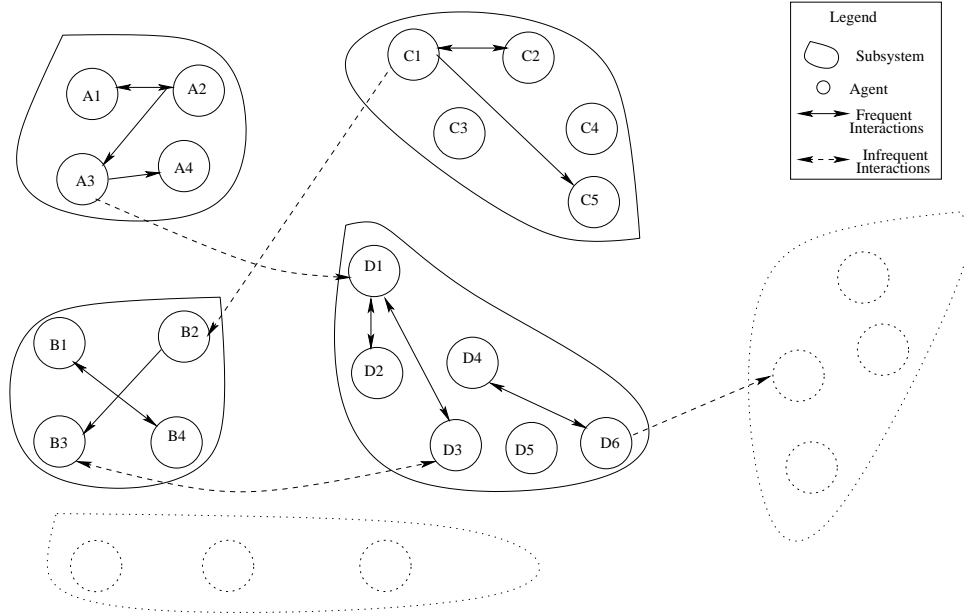 Legend
Subsystem
Agent
Frequent
Interactions
Infrequent
Interactions
A1
A2
A3
A4
C1
C2
C3
C4
C5
B1
B2
B3
B4
D1
D2
D3
D4
D5
D6